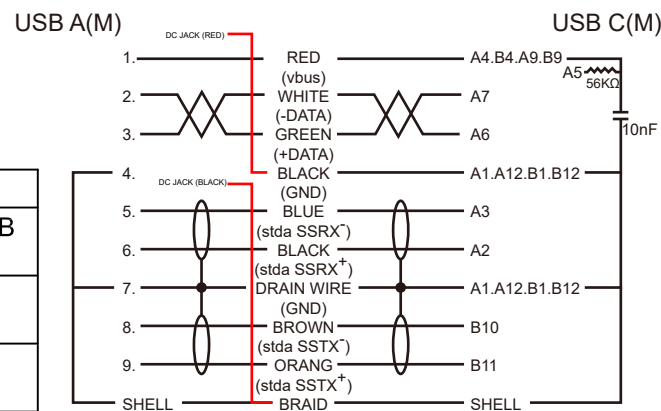 USB A(M)
USB C(M)
DC JACK (RED)
1.
RED
A4.B4.A9.B9
(vbus)
A5
56KΩ
2.
WHITE
A7
(-DATA)
10nF
3.
GREEN
A6
(+DATA)
4.
BLACK
A1.A12.B1.B12
DC JACK (BLACK)
(GND)
B
5.
BLUE
A3
(stda SSRX⁻)
6.
BLACK
A2
(stda SSRX⁺)
7.
DRAIN WIRE
A1.A12.B1.B12
(GND)
8.
BROWN
B10
(stda SSTX⁻)
9.
ORANG
B11
(stda SSTX⁺)
SHELL
BRAID
SHELL